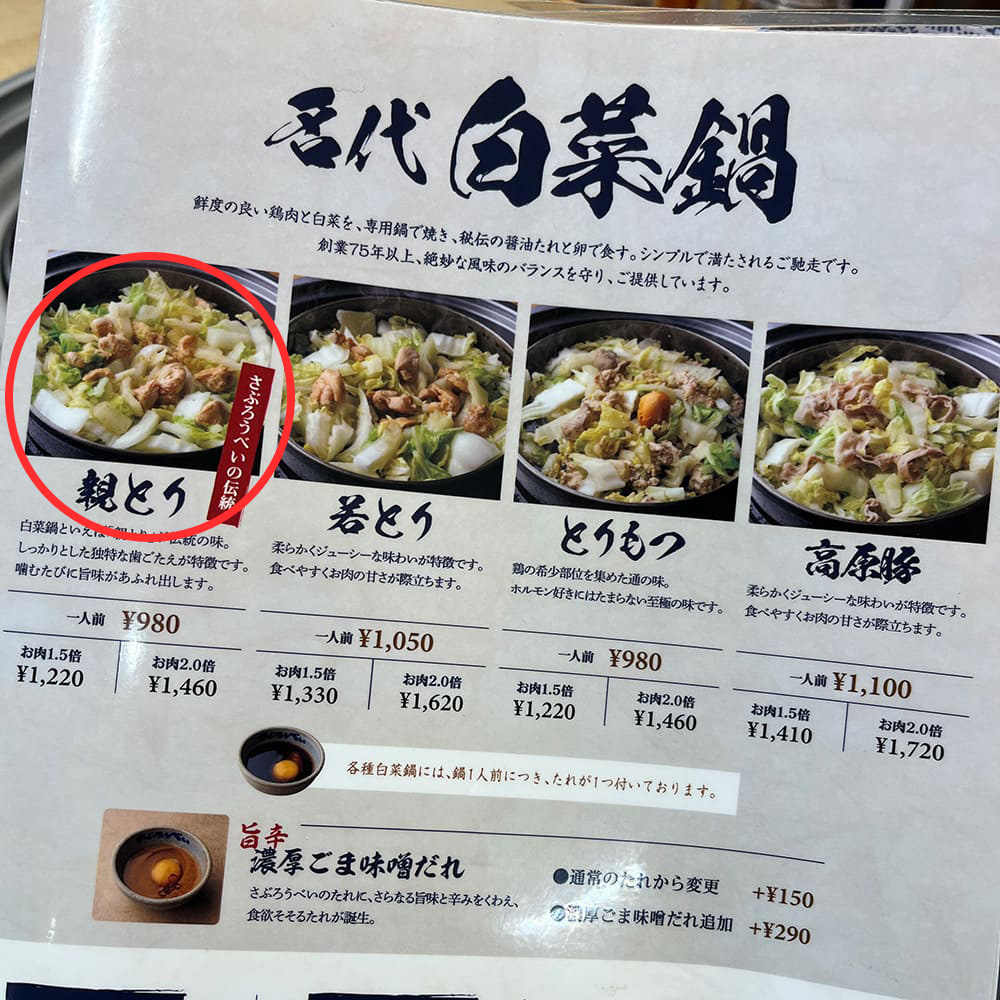 名代 白菜鍋
鮮度の良い鶏肉と白菜を、専用鍋で焼き、秘伝の醤油たれと卵で食す。シンプルで満たされるご馳走です。
創業75年以上、絶妙な風味のバランスを守り、ご提供しています。
さぶろうべいの伝統
親とり
白菜鍋といえば 伝統の味。
しっかりとした独特な歯ごたえが特徴です。
噛むたびに旨味があふれ出します。
一人前 ¥980
お肉1.5倍
¥1,220
お肉2.0倍
¥1,460
若とり
柔らかくジューシーな味わいが特徴です。
食べやすくお肉の甘さが際立ちます。
一人前 ¥1,050
お肉1.5倍
¥1,330
お肉2.0倍
¥1,620
とりもつ
鶏の希少部位を集めた通の味。
ホルモン好きにはたまらない至極の味です。
一人前 ¥980
お肉1.5倍
¥1,220
お肉2.0倍
¥1,460
高原豚
柔らかくジューシーな味わいが特徴です。
食べやすくお肉の甘さが際立ちます。
一人前 ¥1,100
お肉1.5倍
¥1,410
お肉2.0倍
¥1,720
各種白菜鍋には、鍋1人前につき、たれが1つ付いております。
旨辛
濃厚ごま味噌だれ
さぶろうべいのたれに、さらなる旨味と辛みをくわえ、
食欲そそるたれが誕生。
●通常のたれから変更 +¥150
●濃厚ごま味噌だれ追加 +¥290